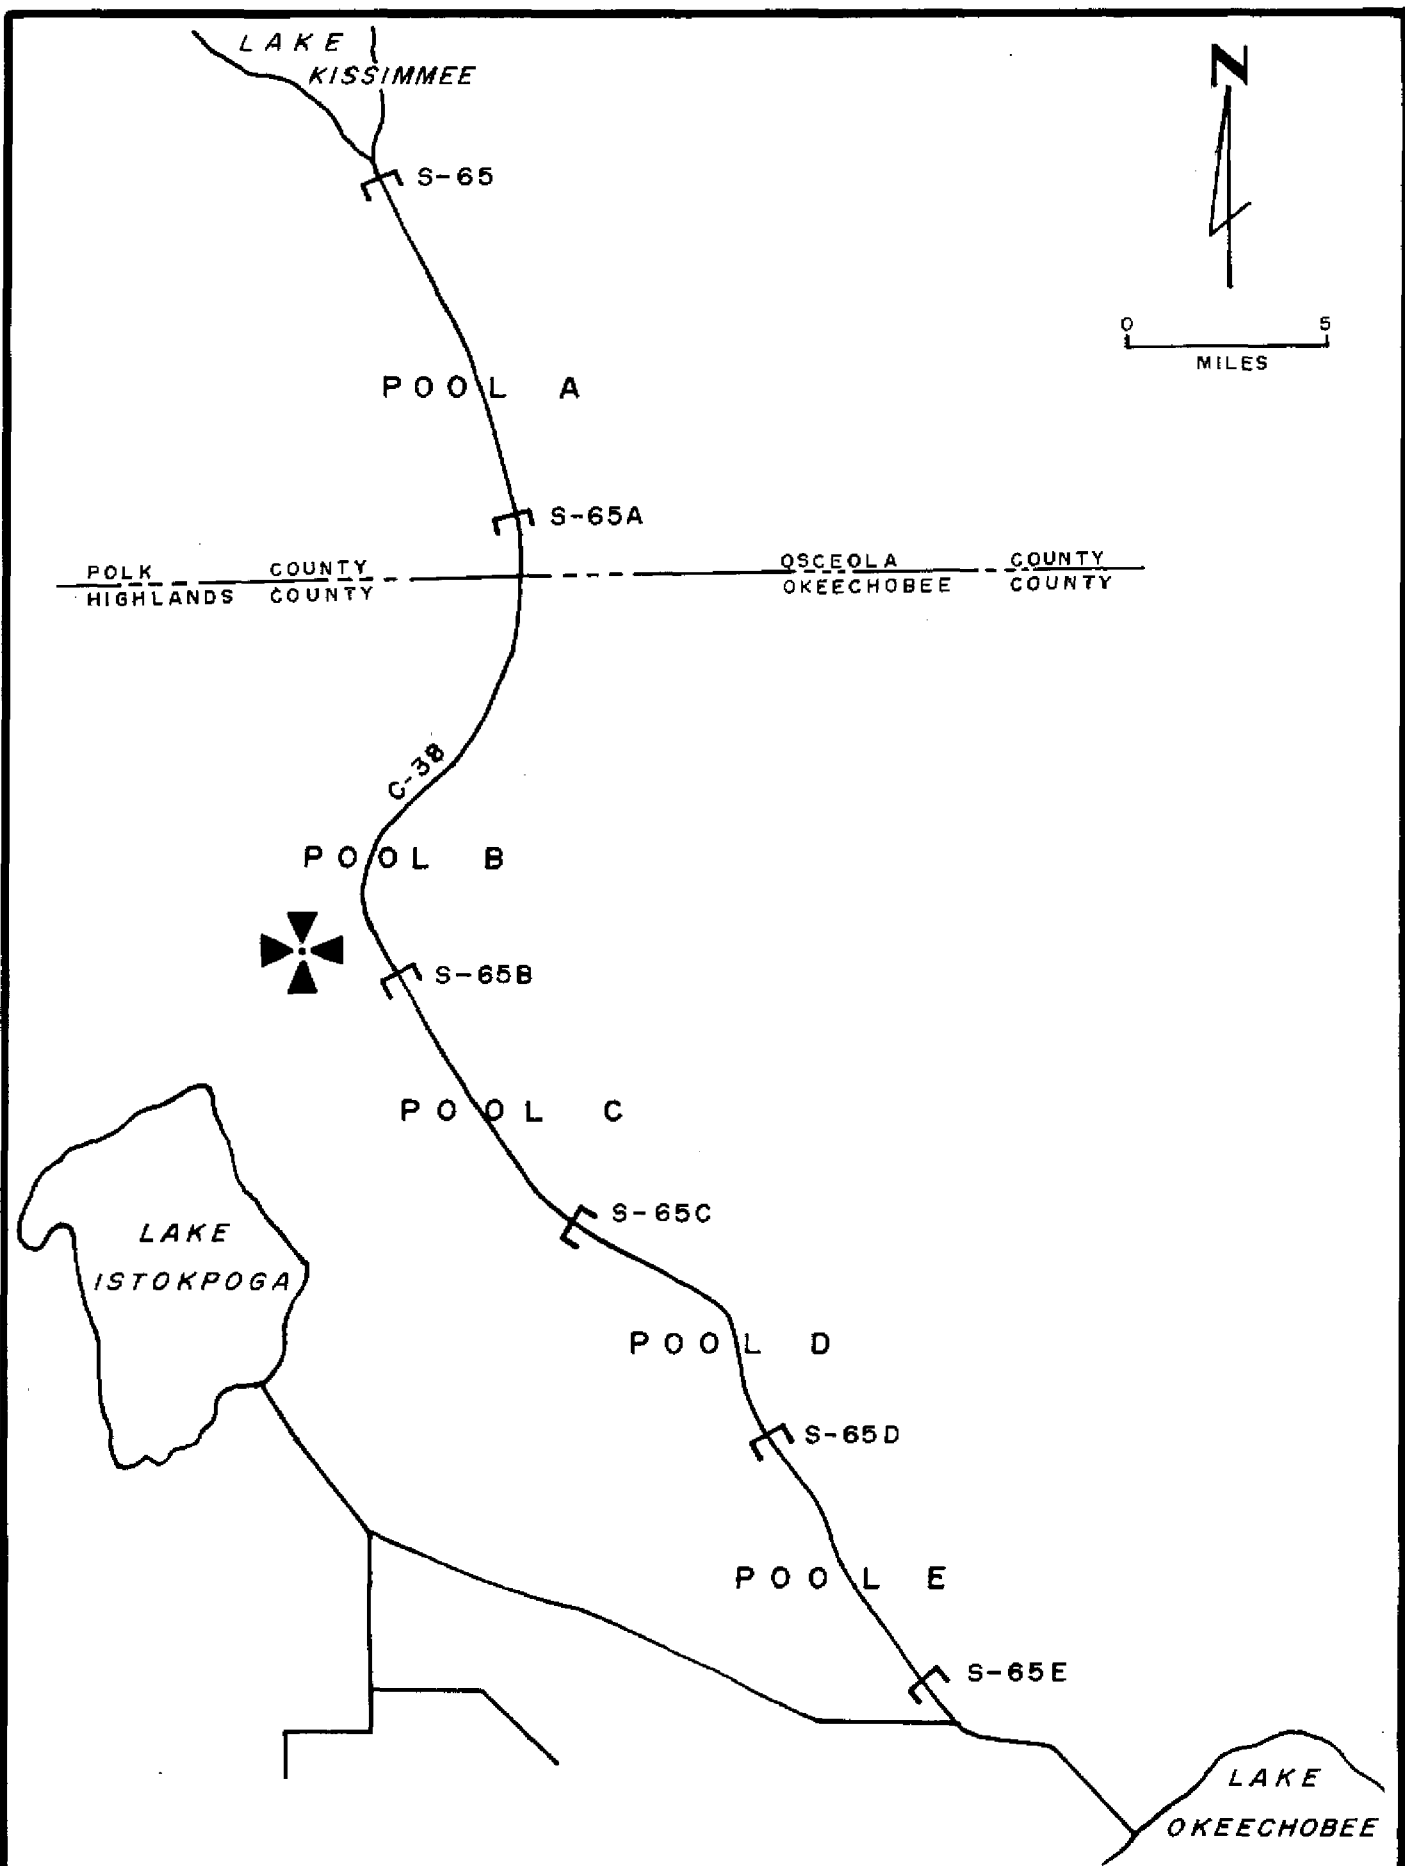 LAKE
KISSIMMEE
N
S-65
0 5
MILES
POOL A
S-65A
POLK COUNTY OSCEOLA COUNTY
HIGHLANDS COUNTY OKEECHOBEE COUNTY
C-38
POOL B
S-65B
POOL C
S-65C
LAKE
ISTOKPOGA
POOL D
S-65D
POOL E
S-65E
LAKE
OKEECHOBEE